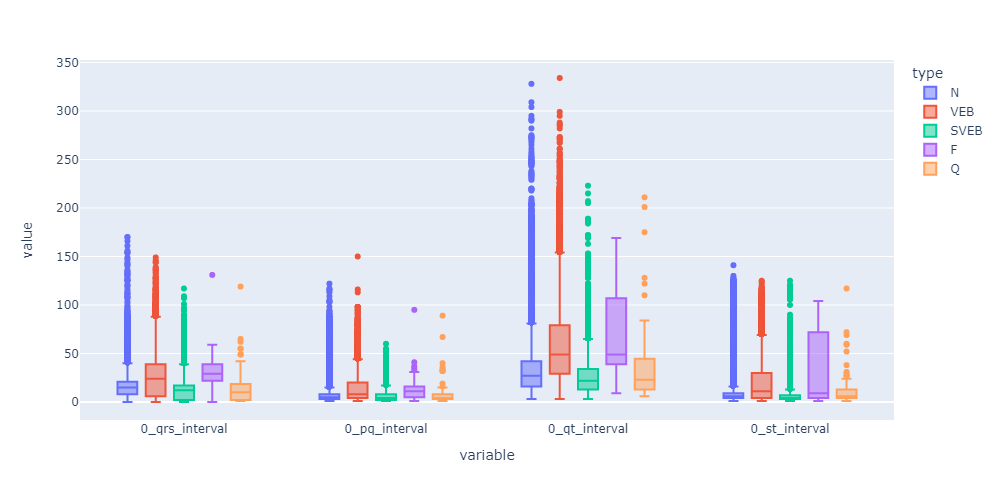 350
300
250
200
150
100
50
0
value
0_qrs_interval
0_pq_interval
0_qt_interval
0_st_interval
variable
type
N
VEB
SVEB
F
Q